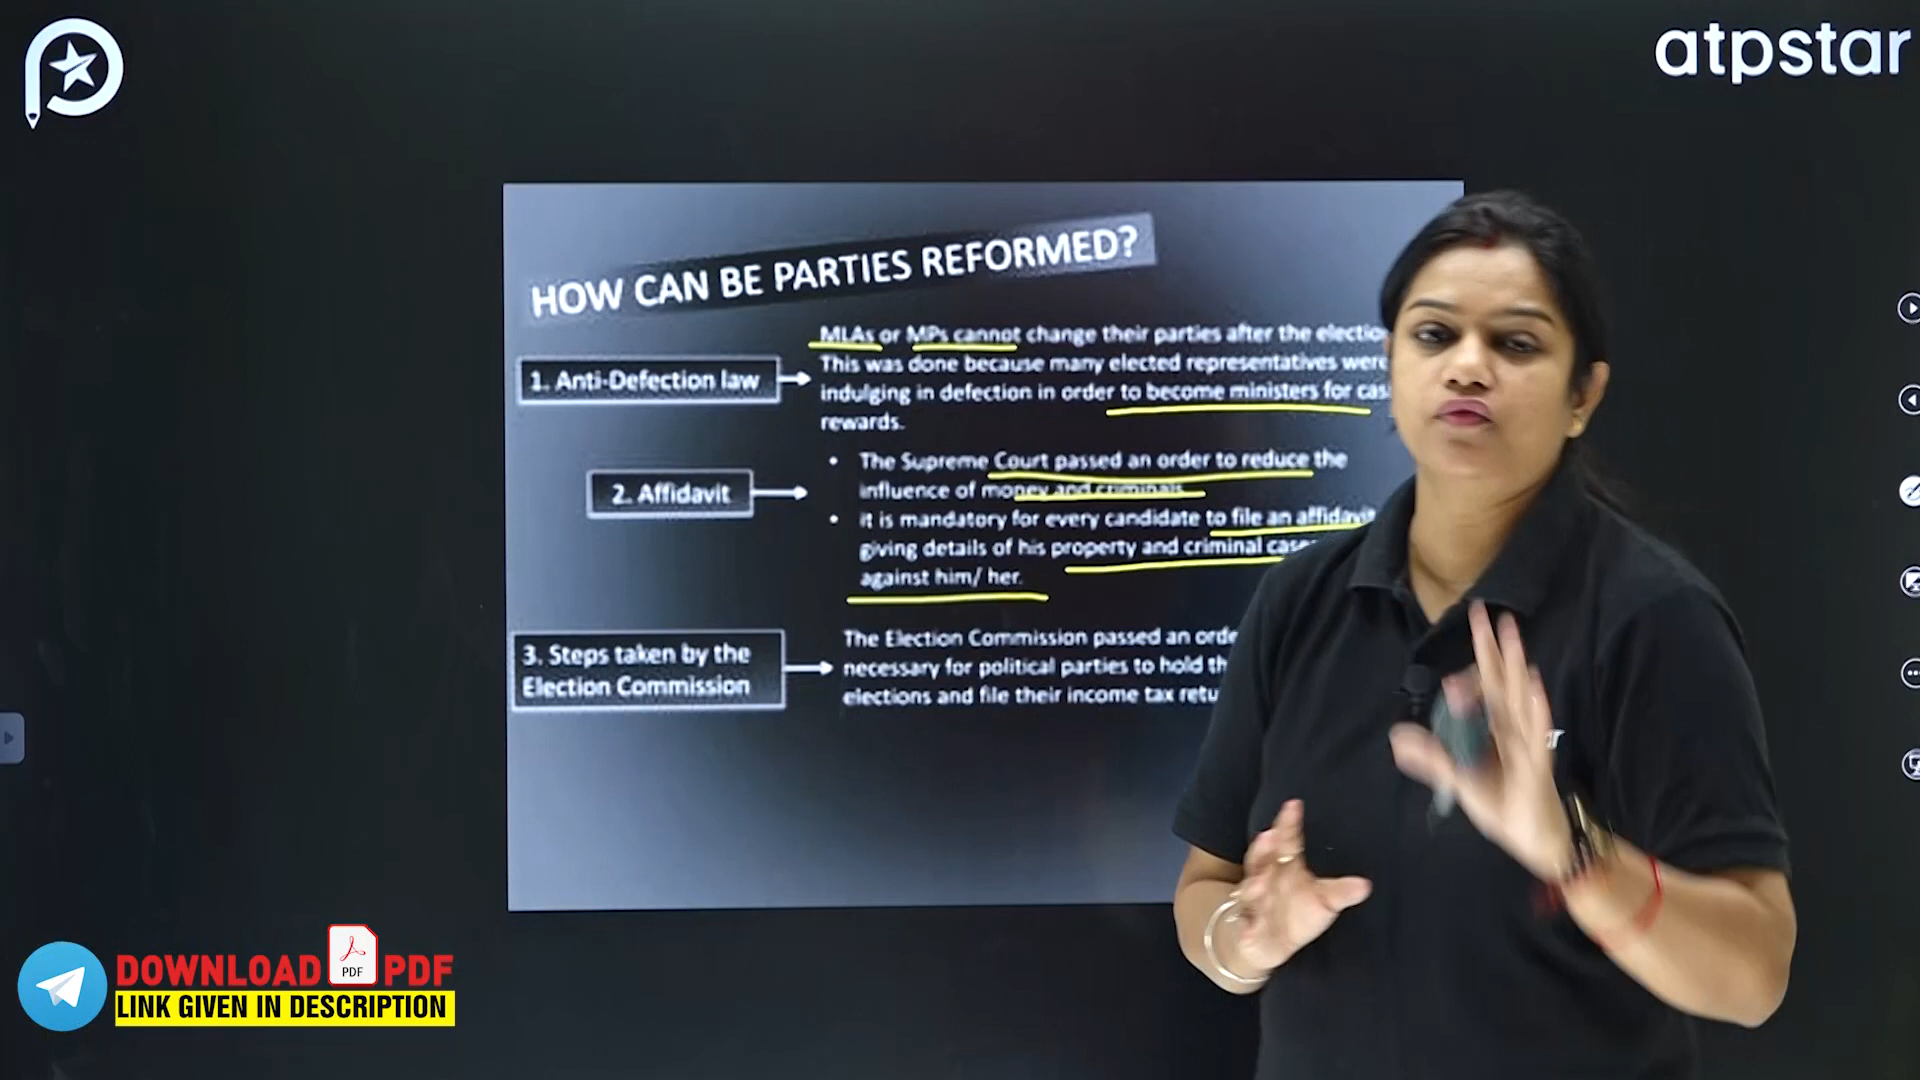 atpstar
HOW CAN BE PARTIES REFORMED?
MLAs or MPs cannot change their parties after the
1. Anti-Defection law
This was done because many elected representatives were
indulging in defection in order to become ministers for
rewards.
• The Supreme Court passed an order to reduce the
influence of money and criminals.
2. Affidavit
• it is mandatory for every candidate to file an affidavit
giving details of his property and criminal
against him/ her.
3. Steps taken by the
Election Commission
The Election Commission passed an
necessary for political parties to hold
elections and file their income tax
DOWNLOAD PDF PDF
LINK GIVEN IN DESCRIPTION